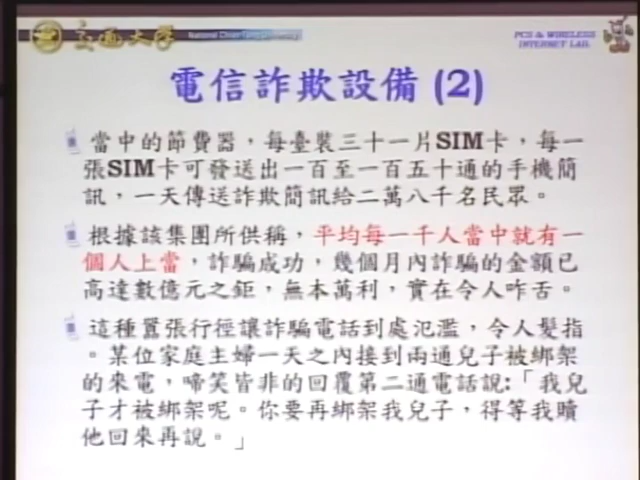 交通大學
National Chiao Tung University
PCS & WIRELESS
INTERNET LAB.
電信詐欺設備 (2)
當中的節費器，每臺裝三十一片SIM卡，每一
張SIM卡可發送出一百至一百五十通的手機簡
訊，一天傳送詐欺簡訊給二萬八千名民眾。
根據該集團所供稱，平均每一千人當中就有一
個人上當，詐騙成功，幾個月內詐騙的金額已
高達數億元之鉅，無本萬利，實在令人咋舌。
這種囂張行徑讓詐騙電話到處氾濫，令人髮指
。某位家庭主婦一天之內接到兩通兒子被綁架
的來電，啼笑皆非的回覆第二通電話說:「我兒
子才被綁架呢。你要再綁架我兒子，得等我贖
他回來再說。」